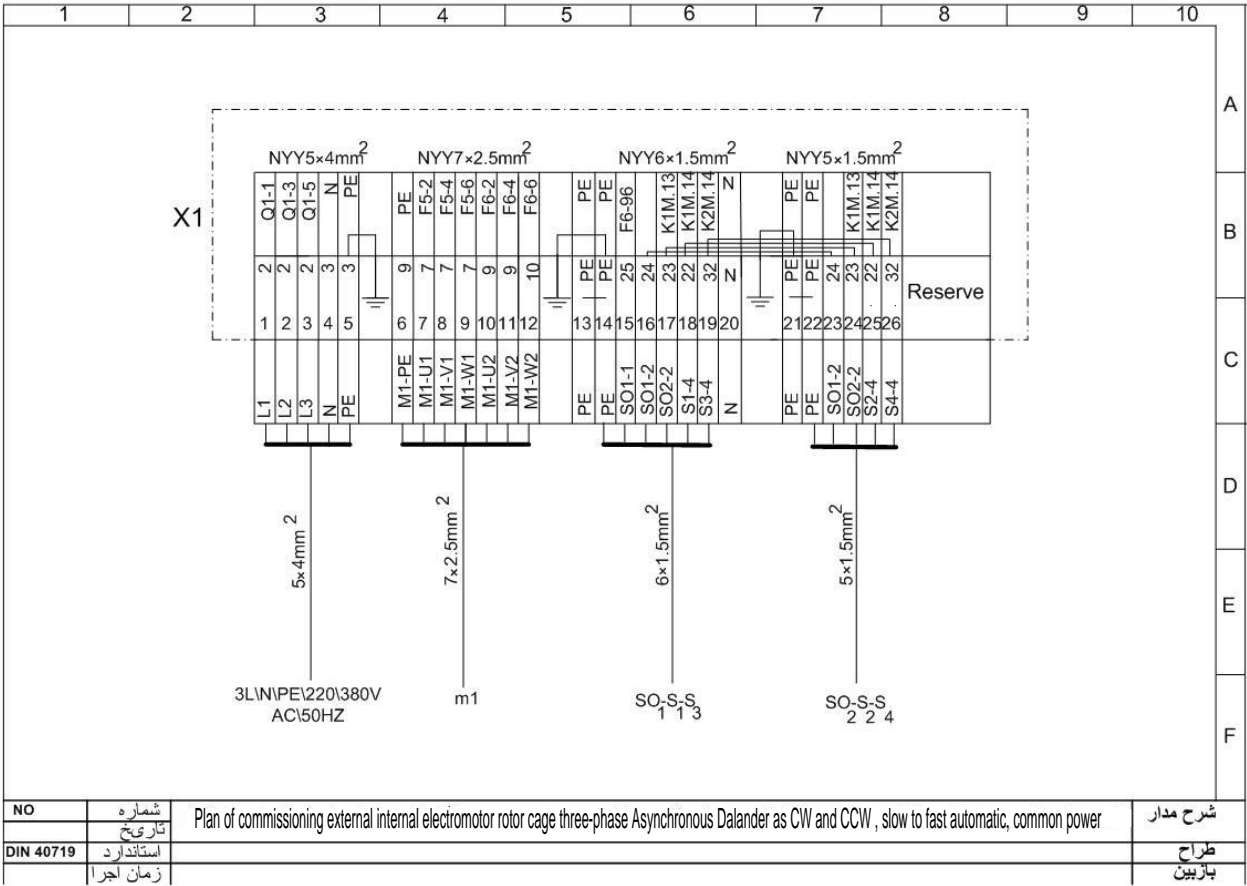 1 2 3 4 5 6 7 8 9 10
A
NYY5×4mm2 NYY7×2.5mm2 NYY6×1.5mm2 NYY5×1.5mm2
X1
Q1-1 Q1-3 Q1-5 N PE PE F5-2 F5-4 F5-6 F6-2 F6-4 F6-6 PE PE F6-96 K1M.13 K1M.14 K2M.14 N PE PE K1M.13 K1M.14 K2M.14
B
2 2 2 3 3 9 7 7 7 9 9 10 PE PE 25 24 23 22 32 N PE PE 24 23 22 32
Reserve
1 2 3 4 5 6 7 8 9 10 11 12 13 14 15 16 17 18 19 20 21 22 23 24 25 26
C
L1 L2 L3 N PE M1-PE M1-U1 M1-V1 M1-W1 M1-U2 M1-V2 M1-W2 PE PE SO1-1 SO1-2 SO2-2 S1-4 S3-4 N PE PE SO1-2 SO2-2 S2-4 S4-4
D
5×4mm2 7×2.5mm2 6×1.5mm2 5×1.5mm2
E
3L\N\PE\220\380V
AC\50HZ
m1
SO-S-S
1 1 3
SO-S-S
2 2 4
F
NO شماره
Plan of commissioning external internal electromotor rotor cage three-phase Asynchronous Dalander as CW and CCW , slow to fast automatic, common power
شرح مدار
تاریخ
DIN 40719 استاندارد
طراح
زمان اجرا
بازبین